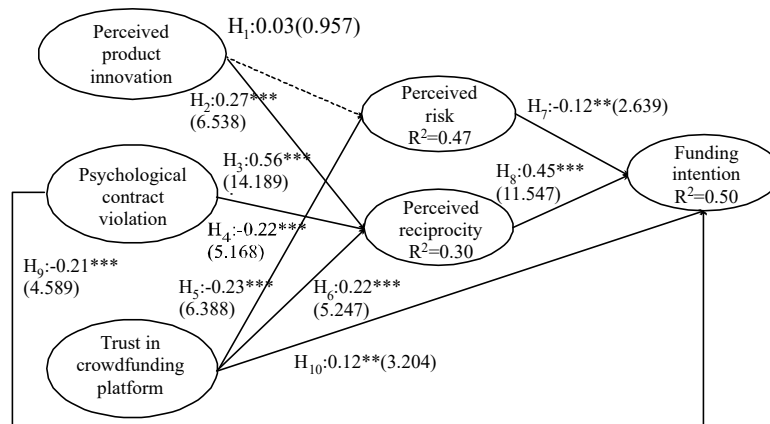 H1:0.03(0.957)
Perceived
product
innovation
H2:0.27***
(6.538)
Perceived
risk
R²=0.47
H7:-0.12**(2.639)
H3:0.56***
(14.189)
Psychological
contract
violation
H8:0.45***
(11.547)
Funding
intention
R²=0.50
Perceived
reciprocity
R²=0.30
H4:-0.22***
(5.168)
H9:-0.21***
(4.589)
H5:-0.23***
(6.388)
H6:0.22***
(5.247)
Trust in
crowdfunding
platform
H10:0.12**(3.204)